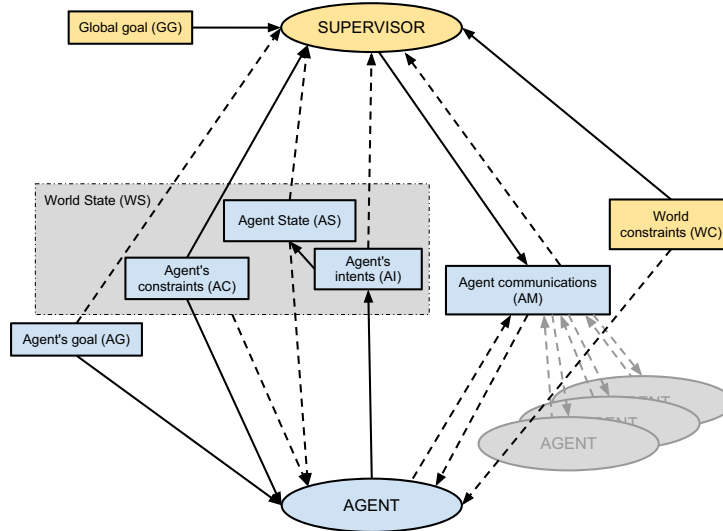 Global goal (GG)
SUPERVISOR
World State (WS)
Agent State (AS)
World
constraints (WC)
Agent's
intents (AI)
Agent's
constraints (AC)
Agent communications
(AM)
Agent's goal (AG)
AGENT
AGENT